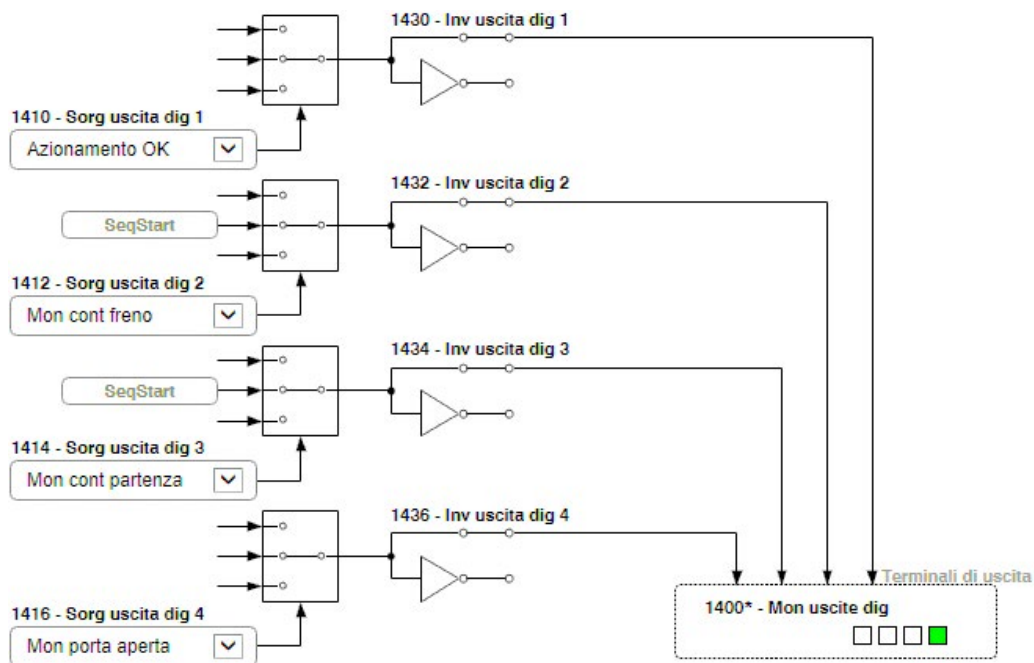 1430 - Inv uscita dig 1
1410 - Sorg uscita dig 1
Azionamento OK
1432 - Inv uscita dig 2
SeqStart
1412 - Sorg uscita dig 2
Mon cont freno
1434 - Inv uscita dig 3
SeqStart
1414 - Sorg uscita dig 3
Mon cont partenza
1436 - Inv uscita dig 4
Terminali di uscita
1400* - Mon uscite dig
1416 - Sorg uscita dig 4
Mon porta aperta